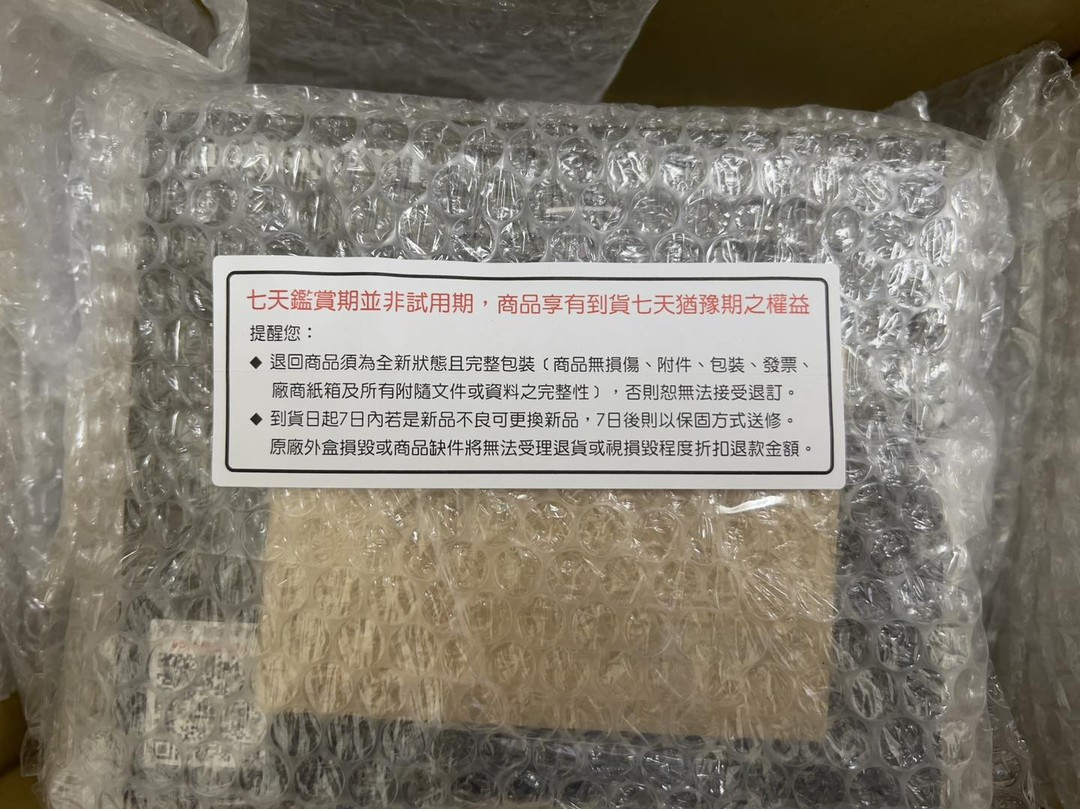 七天鑑賞期並非試用期，商品享有到貨七天猶豫期之權益
提醒您：
◆ 退回商品須為全新狀態且完整包裝（商品無損傷、附件、包裝、發票、
廠商紙箱及所有附隨文件或資料之完整性），否則恕無法接受退訂。
◆ 到貨日起7日內若是新品不良可更換新品，7日後則以保固方式送修。
原廠外盒損毀或商品缺件將無法受理退貨或視損毀程度折扣退款金額。